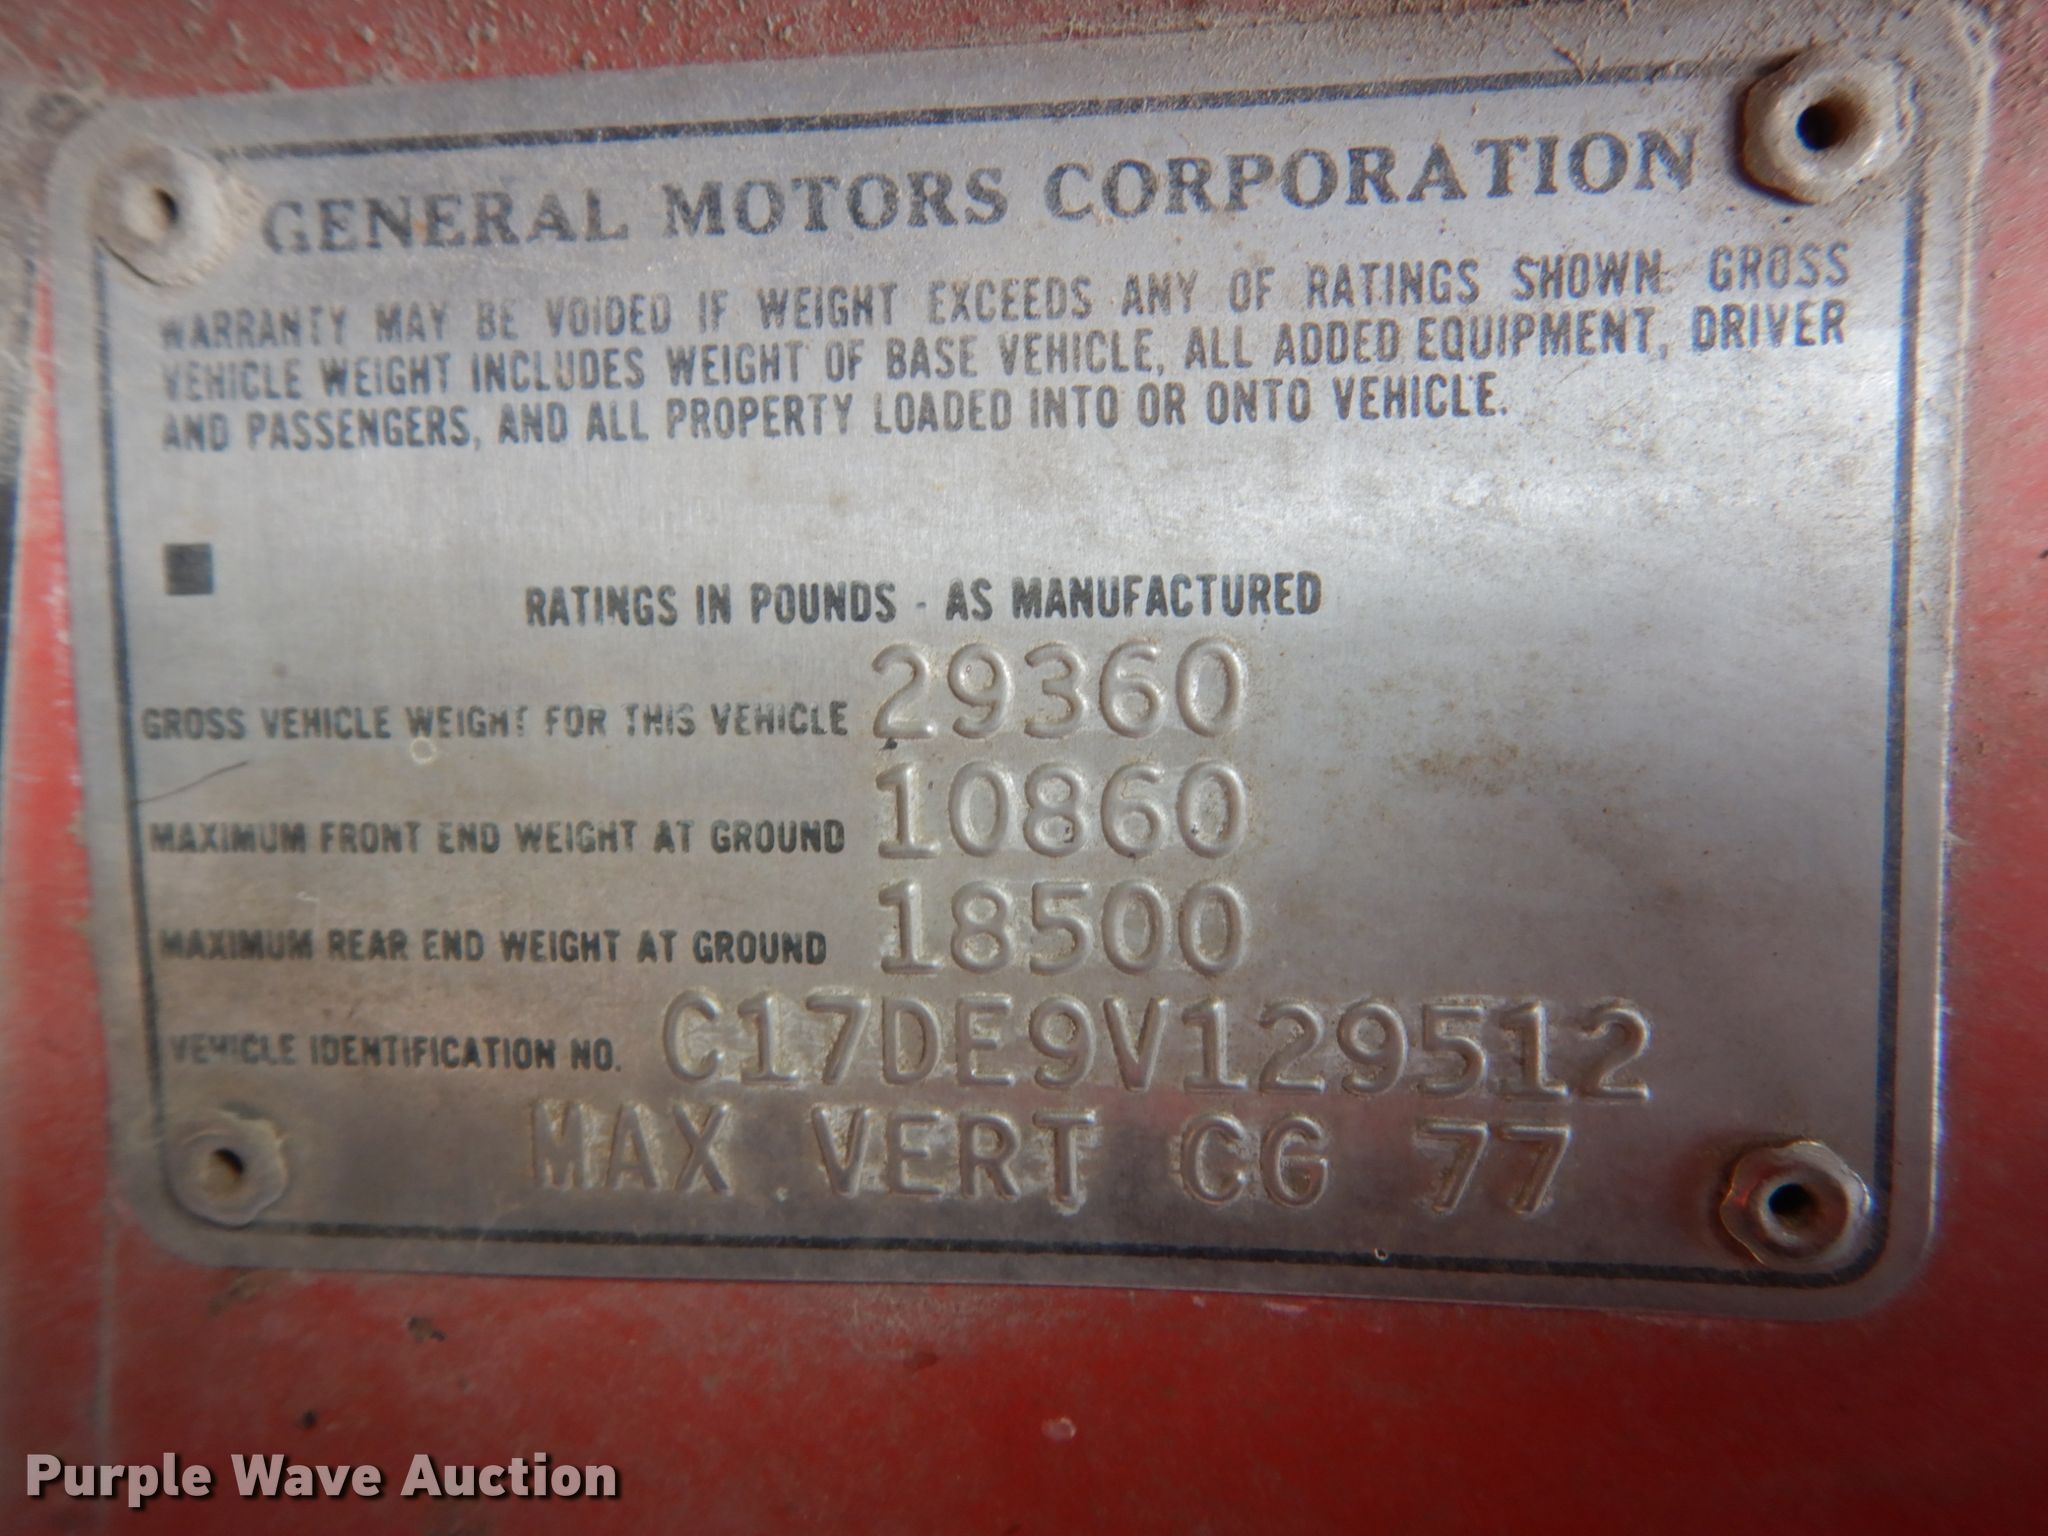 GENERAL MOTORS CORPORATION
WARRANTY MAY BE VOIDED IF WEIGHT EXCEEDS ANY OF RATINGS SHOWN. GROSS
VEHICLE WEIGHT INCLUDES WEIGHT OF BASE VEHICLE, ALL ADDED EQUIPMENT, DRIVER
AND PASSENGERS, AND ALL PROPERTY LOADED INTO OR ONTO VEHICLE.
RATINGS IN POUNDS - AS MANUFACTURED
GROSS VEHICLE WEIGHT FOR THIS VEHICLE 29360
MAXIMUM FRONT END WEIGHT AT GROUND 10860
MAXIMUM REAR END WEIGHT AT GROUND 18500
VEHICLE IDENTIFICATION NO. C17DE9V129512
MAX VERT CG 77
Purple Wave Auction